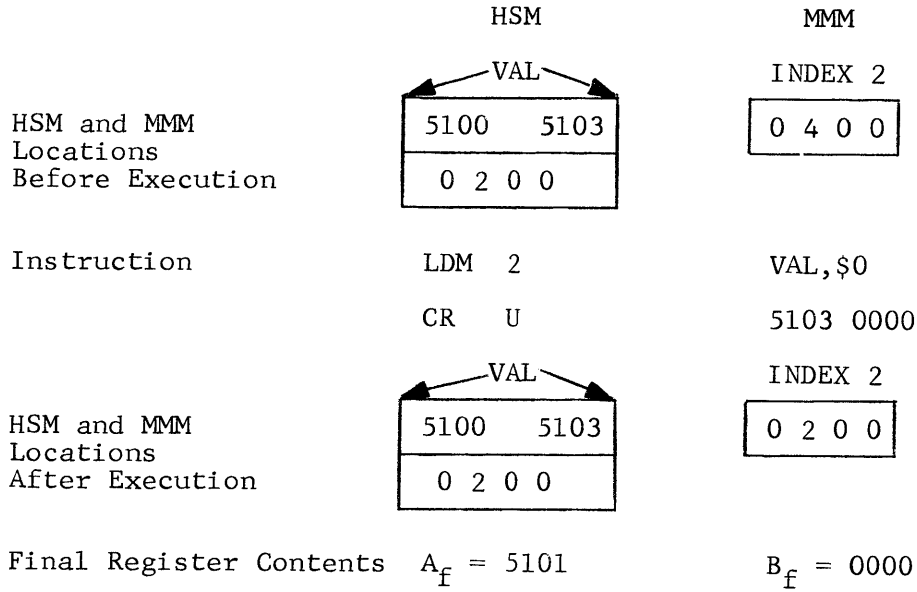 HSM MMM
VAL INDEX 2
HSM and MMM 5100 5103 0 4 0 0
Locations
Before Execution 0 2 0 0
Instruction LDM 2 VAL,$0
CR U 5103 0000
VAL INDEX 2
HSM and MMM 5100 5103 0 2 0 0
Locations
After Execution 0 2 0 0
Final Register Contents Af = 5101 Bf = 0000